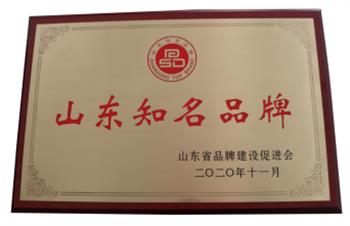 山东知名品牌
山东省品牌建设促进会
二〇二〇年十一月